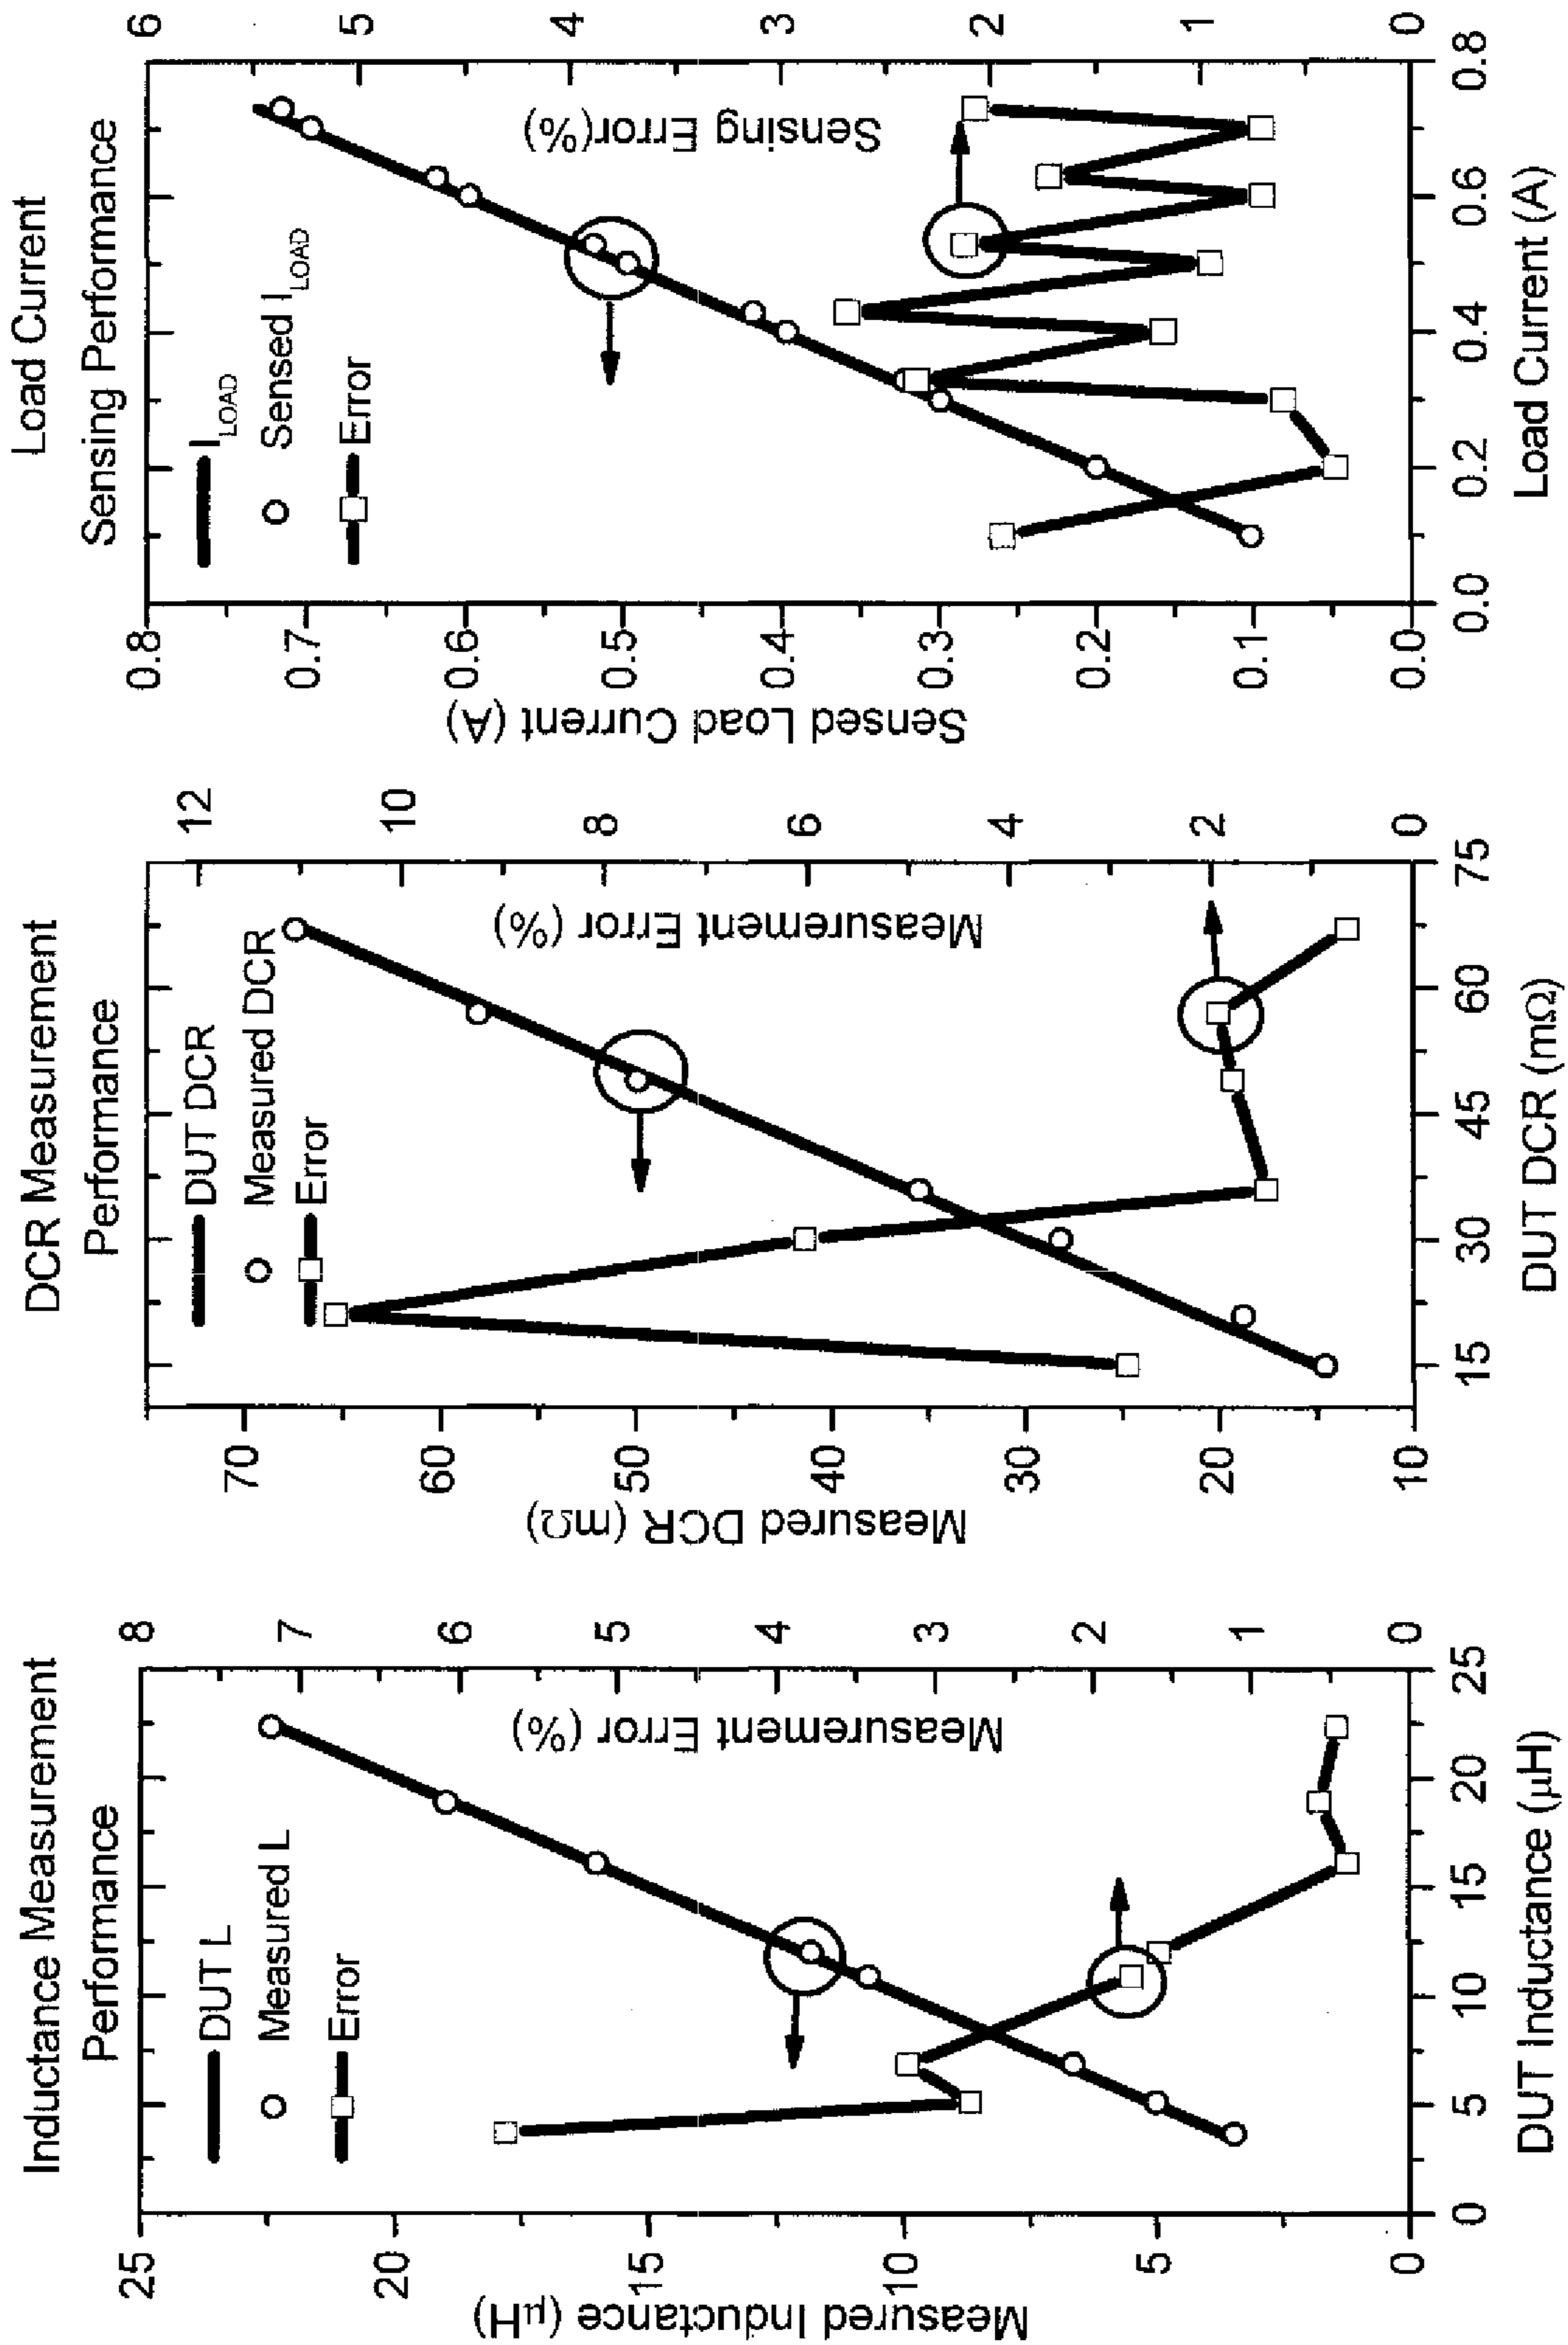 Inductance Measurement
Performance
DUT L
Measured L
Error
Measured Inductance (μH)
25
20
15
10
5
0
Measurement Error (%)
8
7
6
5
4
3
2
1
0
0
5
10
15
20
25
DUT Inductance (μH)
DCR Measurement
Performance
DUT DCR
Measured DCR
Error
Measured DCR (mΩ)
70
60
50
40
30
20
10
Measurement Error (%)
12
10
8
6
4
2
0
15
30
45
60
75
DUT DCR (mΩ)
Load Current
Sensing Performance
I LOAD
Sensed I LOAD
Error
Sensed Load Current (A)
0.8
0.7
0.6
0.5
0.4
0.3
0.2
0.1
0.0
Sensing Error(%)
6
5
4
3
2
1
0
0.0
0.2
0.4
0.6
0.8
Load Current (A)